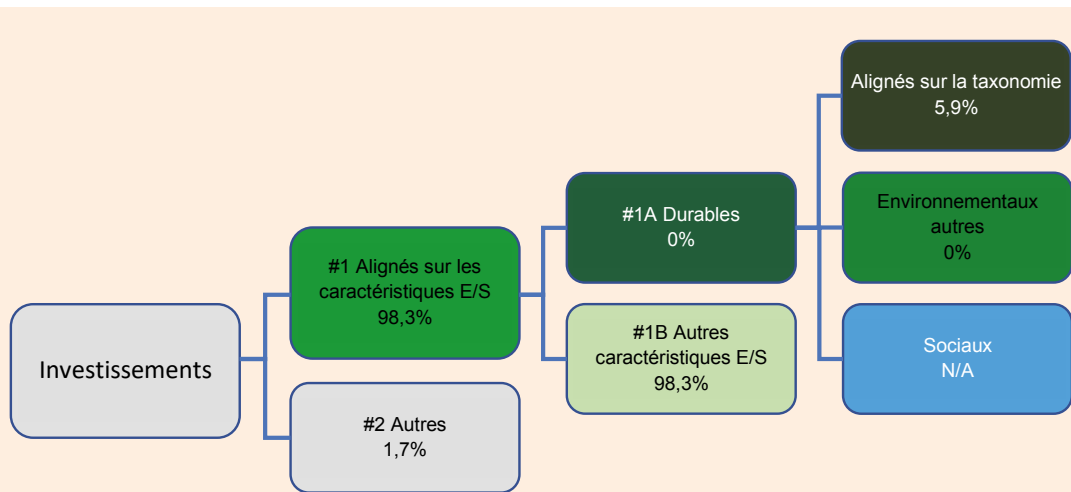 Investissements
#1 Alignés sur les
caractéristiques E/S
98,3%
#2 Autres
1,7%
#1A Durables
0%
#1B Autres
caractéristiques E/S
98,3%
Alignés sur la taxonomie
5,9%
Environnementaux
autres
0%
Sociaux
N/A